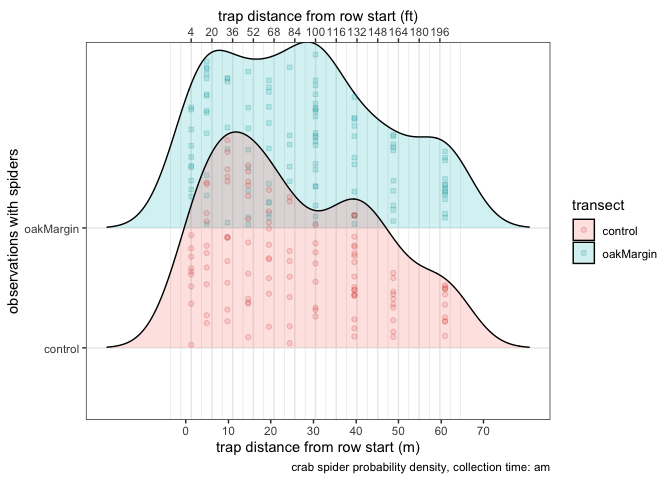 trap distance from row start (ft)
4 20 36 52 68 84 100 116 132 148 164 180 196
observations with spiders
oakMargin
control
transect
control
oakMargin
0 10 20 30 40 50 60 70
trap distance from row start (m)
crab spider probability density, collection time: am